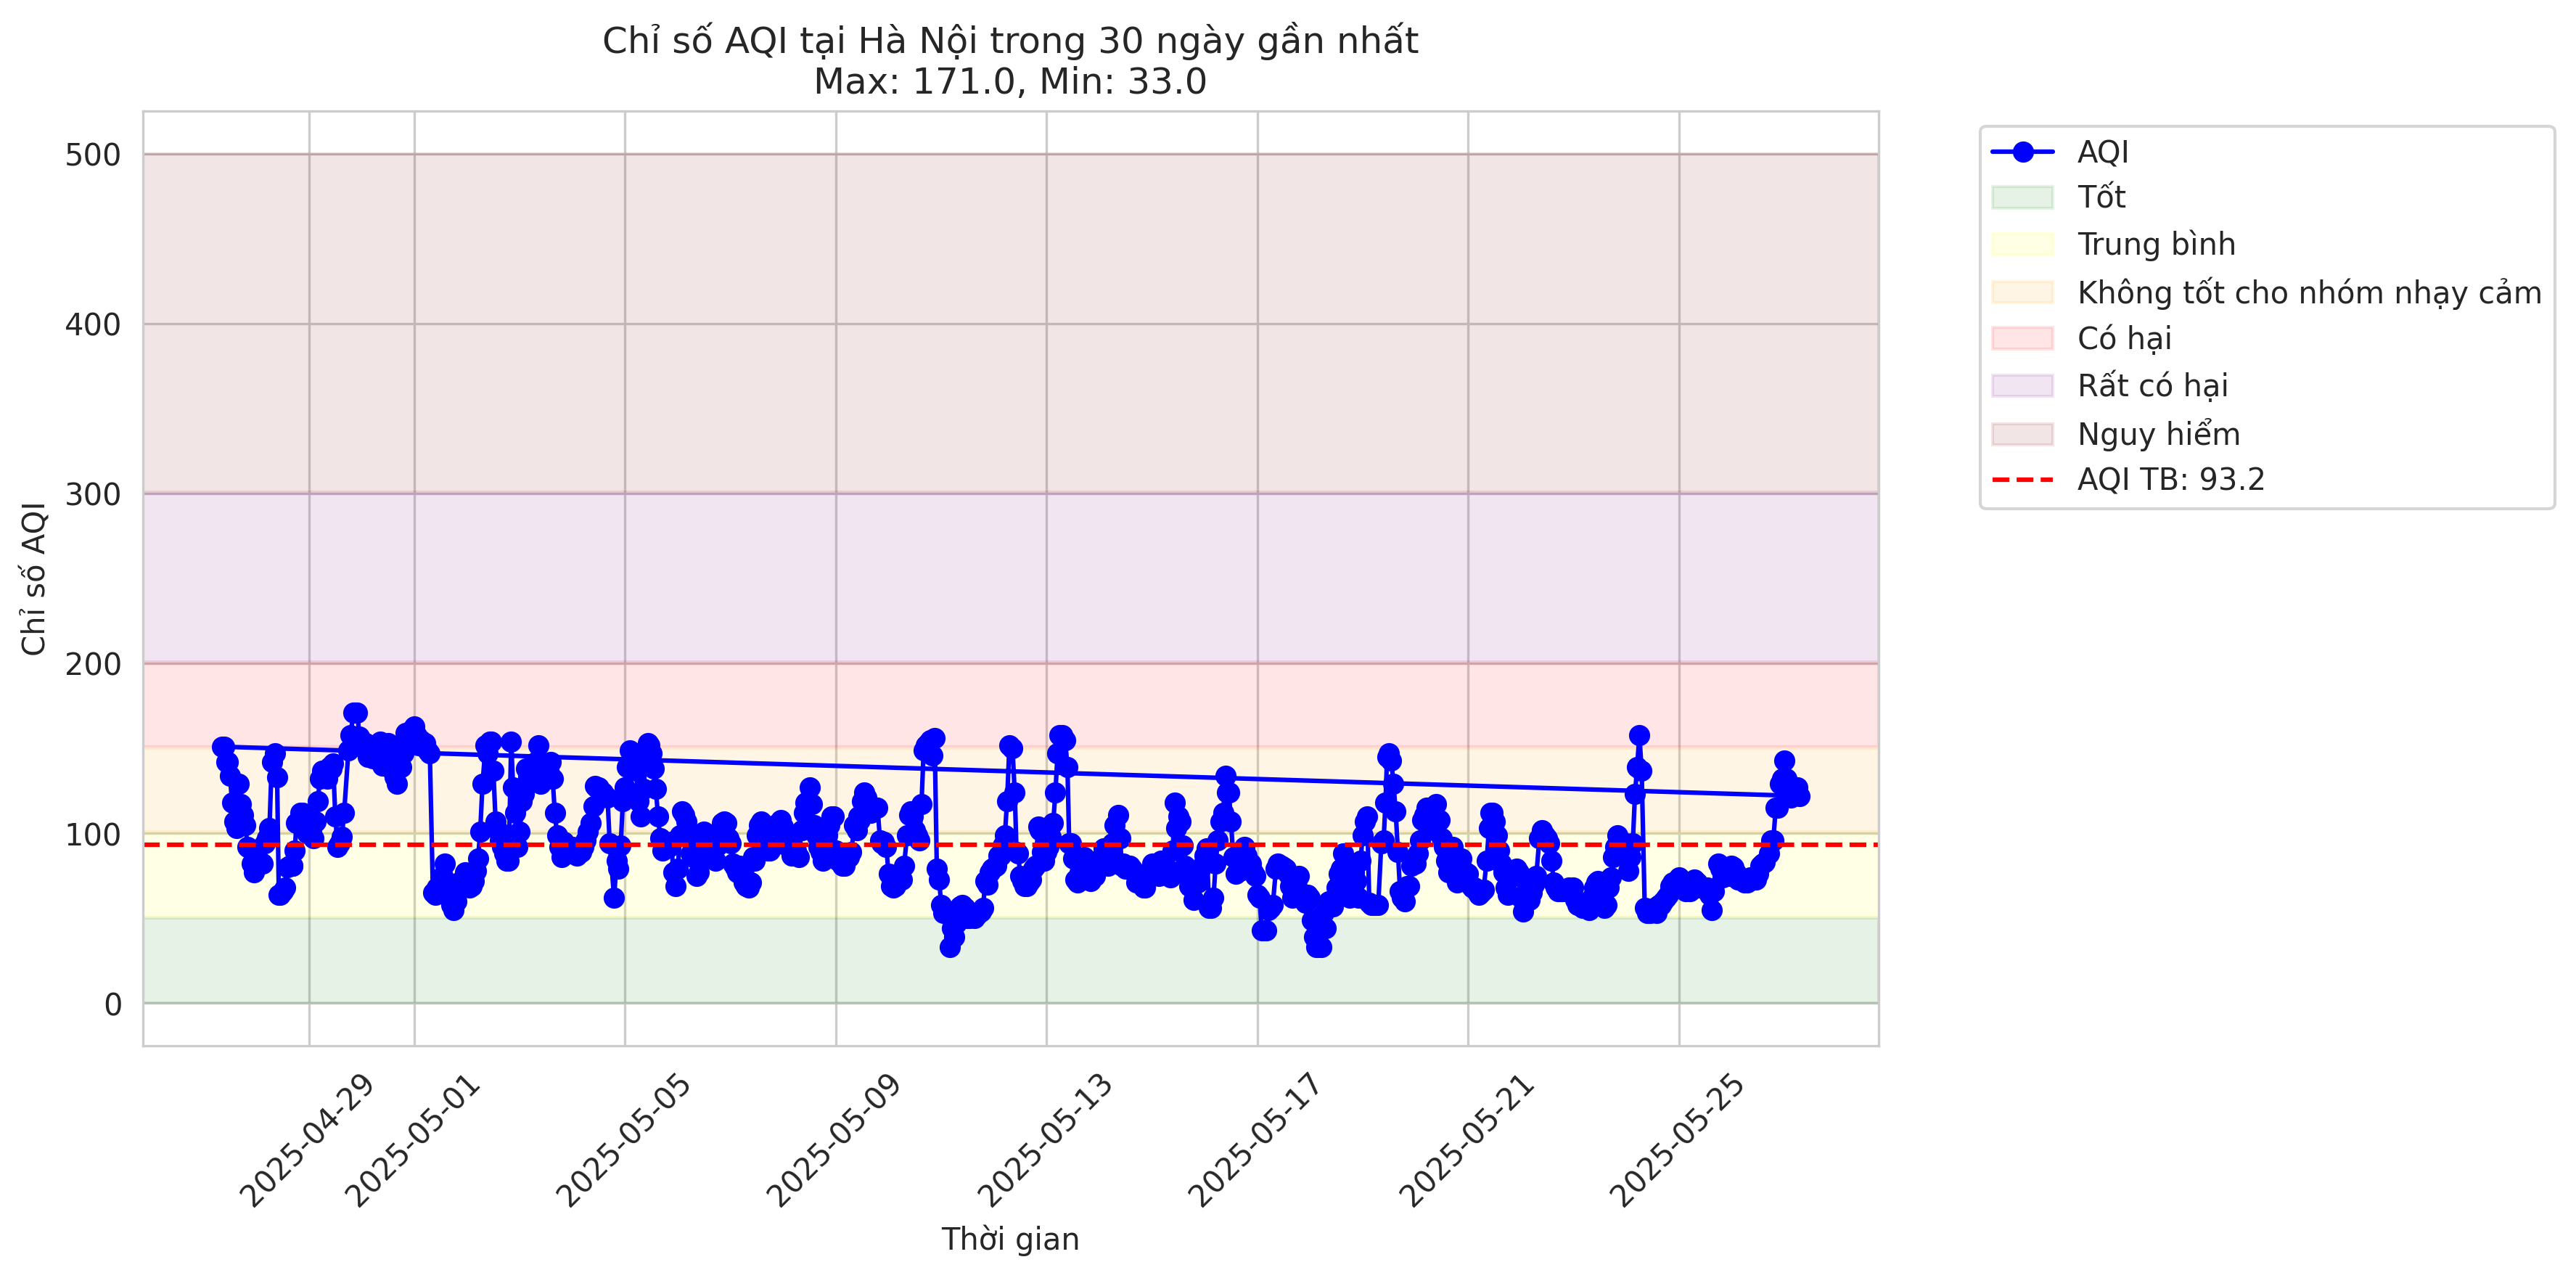 Chỉ số AQI tại Hà Nội trong 30 ngày gần nhất
Max: 171.0, Min: 33.0
Chỉ số AQI
500
400
300
200
100
0
2025-04-29
2025-05-01
2025-05-05
2025-05-09
2025-05-13
2025-05-17
2025-05-21
2025-05-25
Thời gian
AQI
Tốt
Trung bình
Không tốt cho nhóm nhạy cảm
Có hại
Rất có hại
Nguy hiểm
AQI TB: 93.2